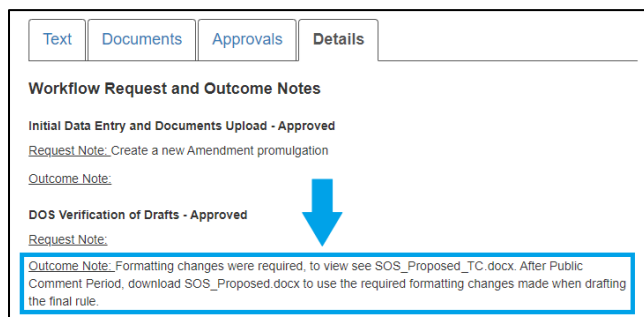 Text Documents Approvals Details
Workflow Request and Outcome Notes
Initial Data Entry and Documents Upload - Approved
Request Note: Create a new Amendment promulgation
Outcome Note:
DOS Verification of Drafts - Approved
Request Note:
Outcome Note: Formatting changes were required, to view see SOS_Proposed_TC.docx. After Public
Comment Period, download SOS_Proposed.docx to use the required formatting changes made when drafting
the final rule.